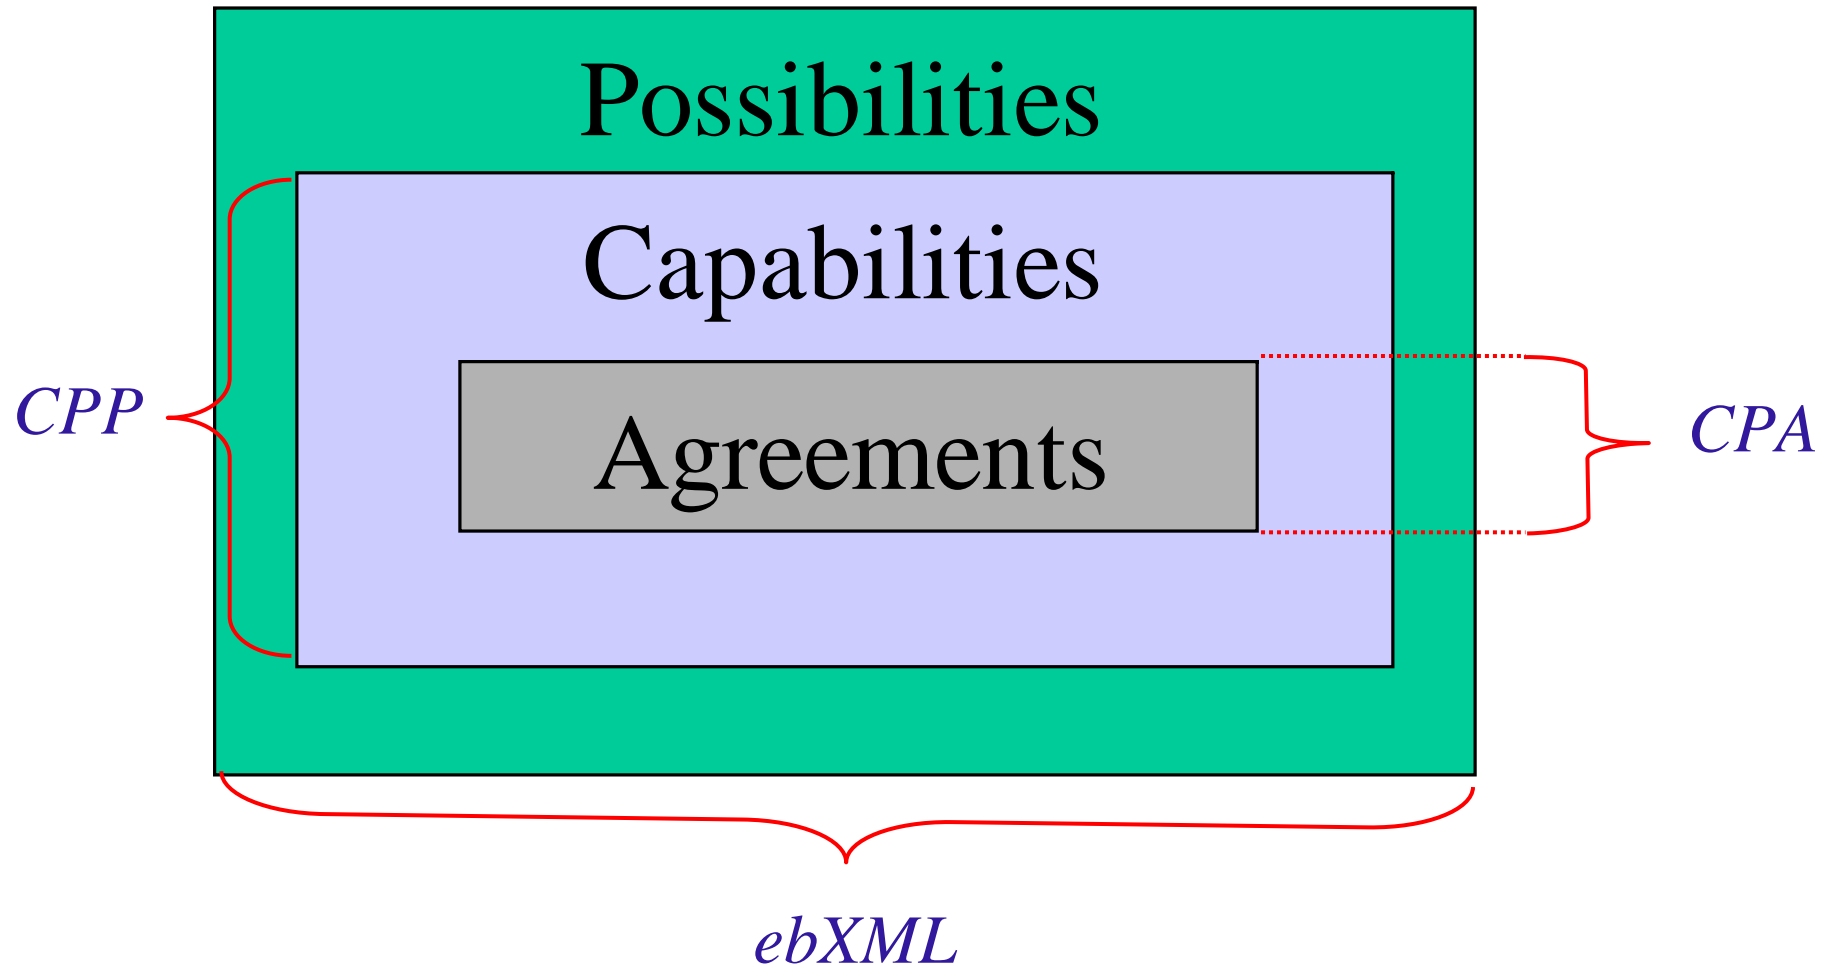 Possibilities
Capabilities
CPP
Agreements
CPA
ebXML